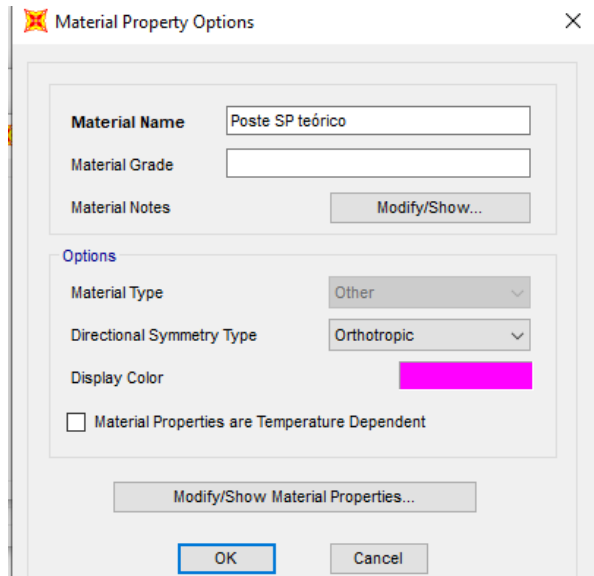 Material Property Options
Material Name Poste SP teórico
Material Grade
Material Notes Modify/Show...
Options
Material Type Other
Directional Symmetry Type Orthotropic
Display Color
Material Properties are Temperature Dependent
Modify/Show Material Properties...
OK Cancel